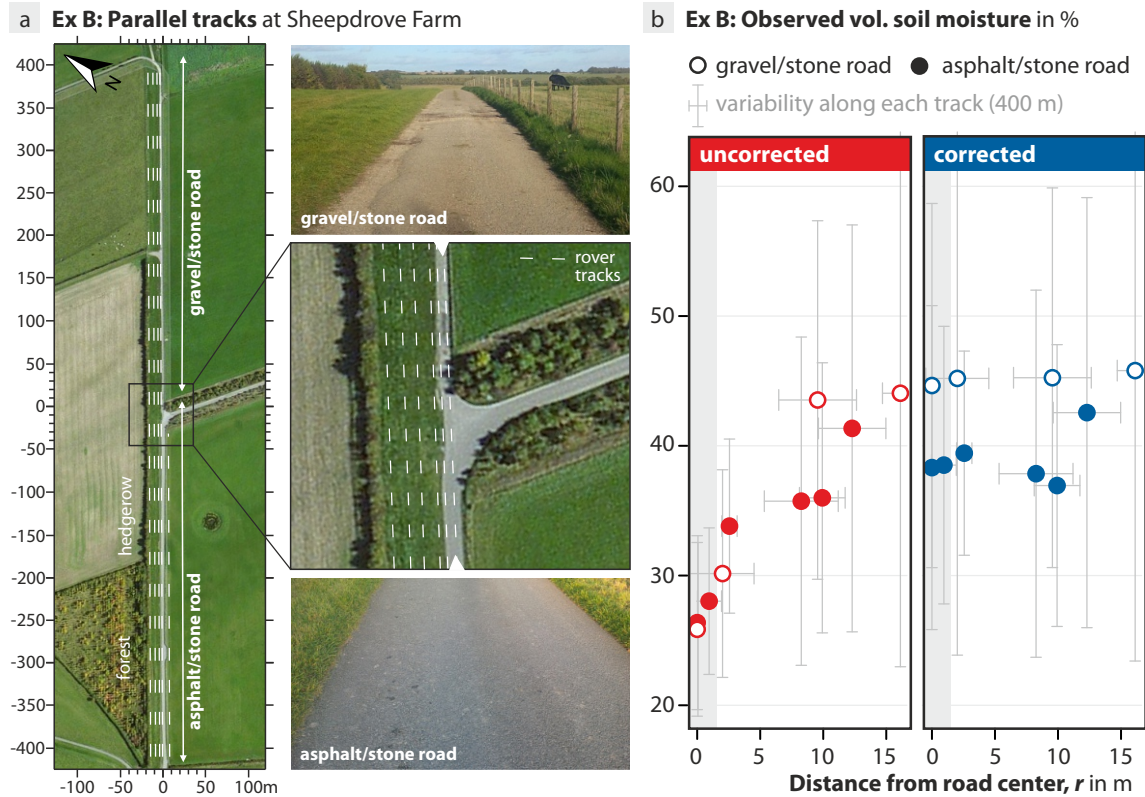 a Ex B: Parallel tracks at Sheepdrove Farm
N
400
350
300
250
200
150
100
50
0
-50
-100
-150
-200
-250
-300
-350
-400
-100
-50
0
50
100m
gravel/stone road
asphalt/stone road
hedgerow
forest
gravel/stone road
rover
tracks
asphalt/stone road
b Ex B: Observed vol. soil moisture in %
gravel/stone road asphalt/stone road
variability along each track (400 m)
uncorrected corrected
60
50
40
30
20
0 5 10 15 0 5 10 15
Distance from road center, r in m